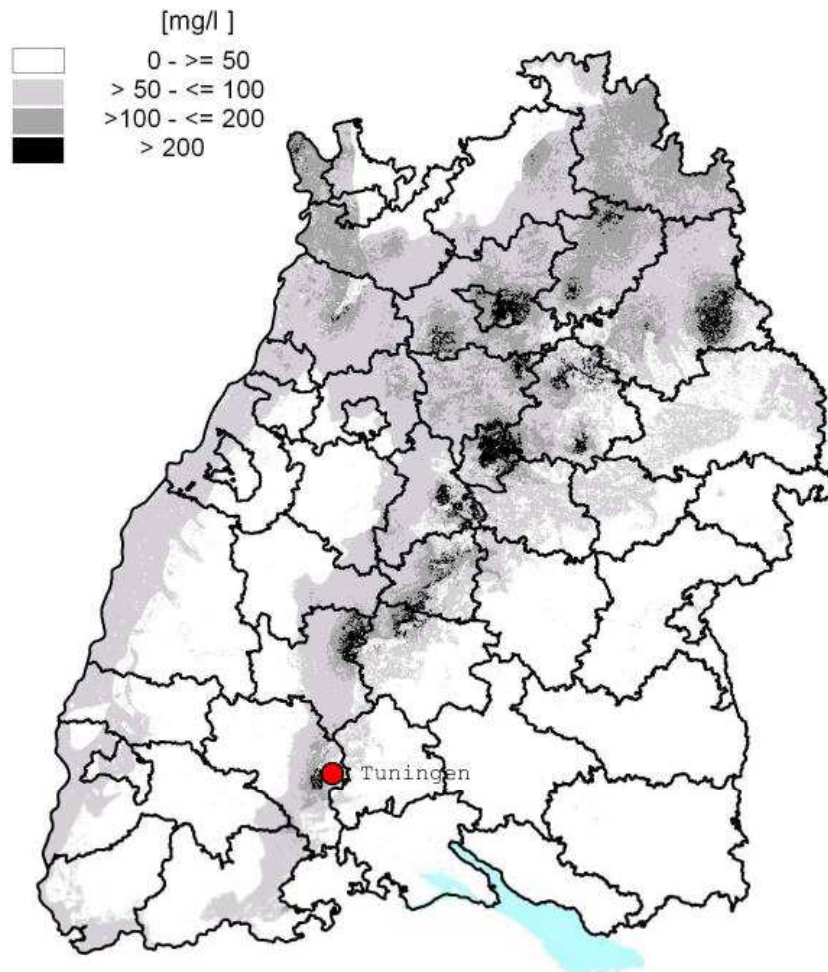 [mg/l ]
0 - >= 50
> 50 - <= 100
>100 - <= 200
> 200
Tuningen